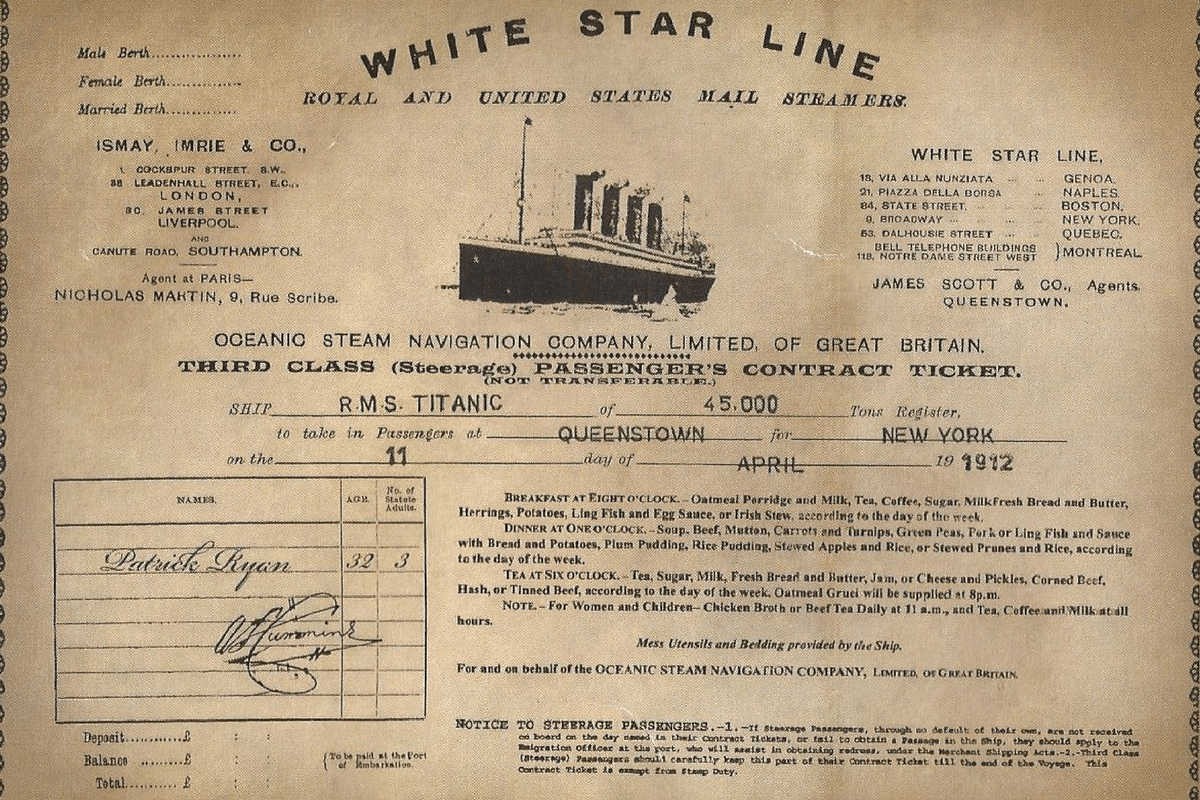 WHITE STAR LINE
ROYAL AND UNITED STATES MAIL STEAMERS.
Male Berth..................
Female Berth..............
Married Berth..............
ISMAY, IMRIE & CO.,
1, COCKSPUR STREET, S.W.,
38 LEADENHALL STREET, E.C.,
LONDON,
30, JAMES STREET
LIVERPOOL.
AND
CANUTE ROAD, SOUTHAMPTON.
Agent at PARIS—
NICHOLAS MARTIN, 9, Rue Scribe.
WHITE STAR LINE,
18, VIA ALLA NUNZIATA ... ... GENOA.
21, PIAZZA DELLA BORSA ... ... NAPLES.
84, STATE STREET, ... ... BOSTON.
9, BROADWAY ... ... NEW YORK.
53, DALHOUSIE STREET ... ... QUEBEC.
BELL TELEPHONE BUILDINGS
118, NOTRE DAME STREET WEST } MONTREAL
JAMES SCOTT & CO., Agents,
QUEENSTOWN.
OCEANIC STEAM NAVIGATION COMPANY, LIMITED, OF GREAT BRITAIN.
THIRD CLASS (Steerage) PASSENGER'S CONTRACT TICKET.
(NOT TRANSFERABLE.)
SHIP R.M.S. TITANIC of 45,000 Tons Register,
to take in Passengers at QUEENSTOWN for NEW YORK
on the 11 day of APRIL 19 1912
NAMES. AGE. No. of Statute Adults.
Patrick Ryan 32 3
Deposit............£ : :
Balance .........£ : :
Total........... £ : :
(To be paid at the Port
of Embarkation.
BREAKFAST AT EIGHT O'CLOCK.–Oatmeal Porridge and Milk, Tea, Coffee, Sugar, Milk Fresh Bread and Butter,
Herrings, Potatoes, Ling Fish and Egg Sauce, or Irish Stew, according to the day of the week.
DINNER AT ONE O'CLOCK.–Soup, Beef, Mutton, Carrots and Turnips, Green Peas, Pork or Ling Fish and Sauce
with Bread and Potatoes, Plum Pudding, Rice Pudding, Stewed Apples and Rice, or Stewed Prunes and Rice, according
to the day of the week.
TEA AT SIX O'CLOCK.–Tea, Sugar, Milk, Fresh Bread and Butter, Jam, or Cheese and Pickles, Corned Beef,
Hash, or Tinned Beef, according to the day of the week. Oatmeal Gruel will be supplied at 8p.m.
NOTE.–For Women and Children–Chicken Broth or Beef Tea Daily at 11 a.m., and Tea, Coffee and Milk at all
hours.
Mess Utensils and Bedding provided by the Ship.
For and on behalf of the OCEANIC STEAM NAVIGATION COMPANY, LIMITED, OF GREAT BRITAIN.
NOTICE TO STEERAGE PASSENGERS.-1.-If Steerage Passengers, through no default of their own, are not received
on board on the day named in their Contract Tickets, or fail to obtain a Passage in the Ship, they should apply to the
Emigration Officer at the port, who will assist in obtaining redress, under the Merchant Shipping Acts.-2.-Third Class
(Steerage) Passengers should carefully keep this part of their Contract Ticket till the end of the Voyage. This
Contract Ticket is exempt from Stamp Duty.